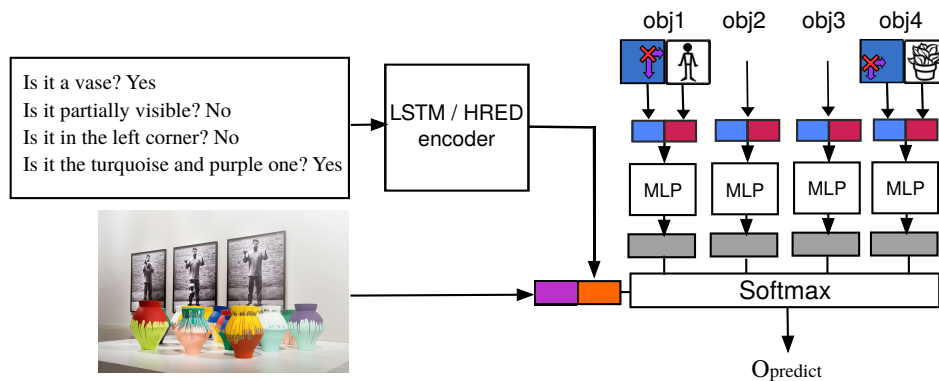 obj1 obj2 obj3 obj4
Is it a vase? Yes
Is it partially visible? No
Is it in the left corner? No
Is it the turquoise and purple one? Yes
LSTM / HRED
encoder
MLP MLP MLP MLP
Softmax
Opredict